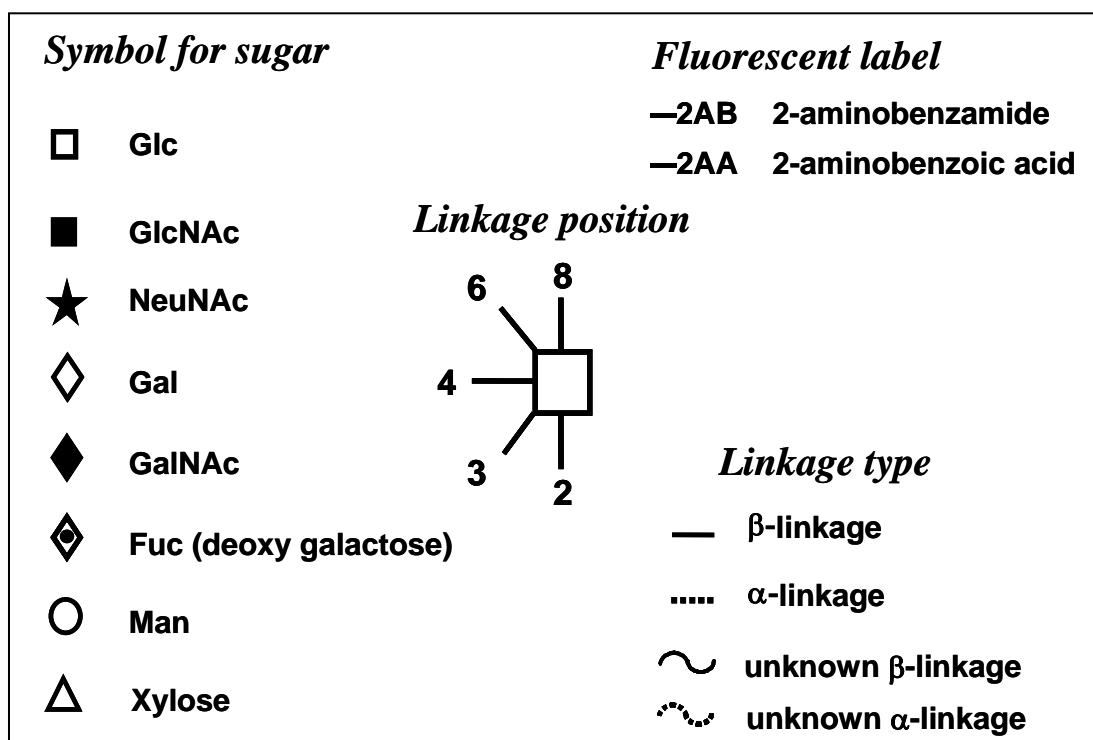 Symbol for sugar
Glc
GlcNAc
NeuNAc
Gal
GalNAc
Fuc (deoxy galactose)
Man
Xylose
Fluorescent label
—2AB 2-aminobenzamide
—2AA 2-aminobenzoic acid
Linkage position
6 8
4
3 2
Linkage type
β-linkage
α-linkage
unknown β-linkage
unknown α-linkage